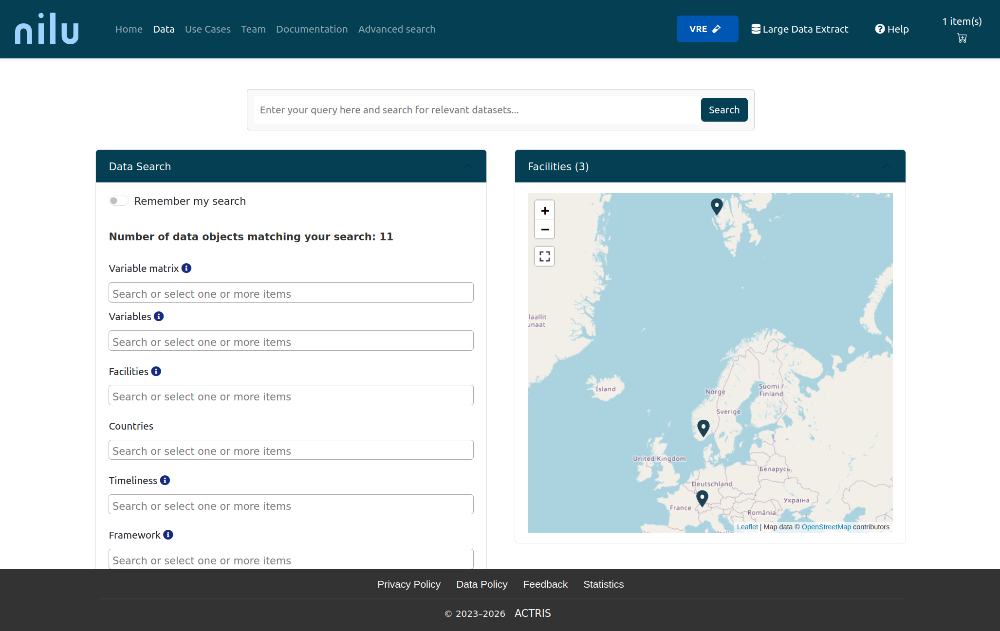 nilu
Home Data Use Cases Team Documentation Advanced search
VRE
Large Data Extract
Help
1 item(s)
Enter your query here and search for relevant datasets...
Search
Data Search
Remember my search
Number of data objects matching your search: 11
Variable matrix
Search or select one or more items
Variables
Search or select one or more items
Facilities
Search or select one or more items
Countries
Search or select one or more items
Timeliness
Search or select one or more items
Framework
Search or select one or more items
Facilities (3)
+
−
laallit
unaat
Ísland
Norge
Suomi /
Finland
Sverige
United Kingdom
Беларусь
Deutschland
Україна
France
România
Leaflet | Map data © OpenStreetMap contributors
Privacy Policy Data Policy Feedback Statistics
© 2023–2026 ACTRIS